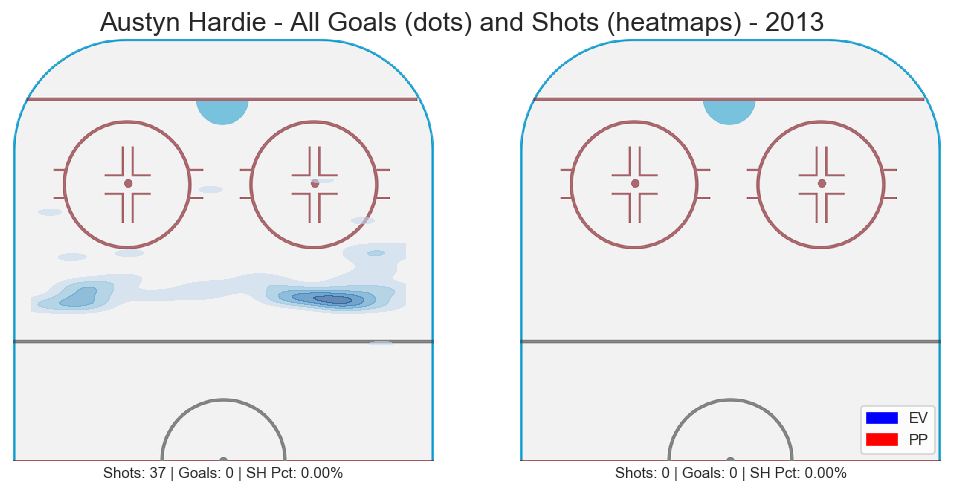 Austyn Hardie - All Goals (dots) and Shots (heatmaps) - 2013
EV
PP
Shots: 37 | Goals: 0 | SH Pct: 0.00%
Shots: 0 | Goals: 0 | SH Pct: 0.00%